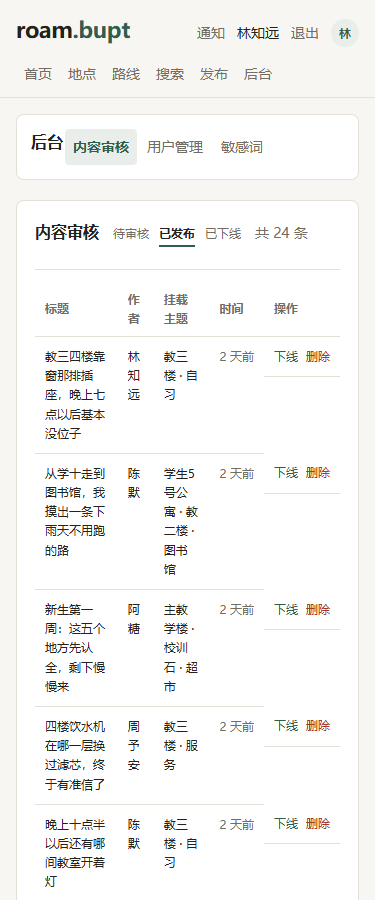 roam.bupt 通知 林知远 退出 林
首页 地点 路线 搜索 发布 后台
后台 内容审核 用户管理 敏感词
内容审核 待审核 已发布 已下线 共 24 条
标题 作者 挂载主题 时间 操作
教三四楼靠窗那排插座，晚上七点以后基本没位子 林知远 教三楼 · 自习 2 天前 下线 删除
从学十走到图书馆，我摸出一条下雨天不用跑的路 陈默 学生5号公寓 · 教二楼 · 图书馆 2 天前 下线 删除
新生第一周：这五个地方先认全，剩下慢慢来 阿糖 主教学楼 · 校训石 · 超市 2 天前 下线 删除
四楼饮水机在哪一层换过滤芯，终于有准信了 周予安 教三楼 · 服务 2 天前 下线 删除
晚上十点半以后还有哪间教室开着灯 陈默 教三楼 · 自习 2 天前 下线 删除